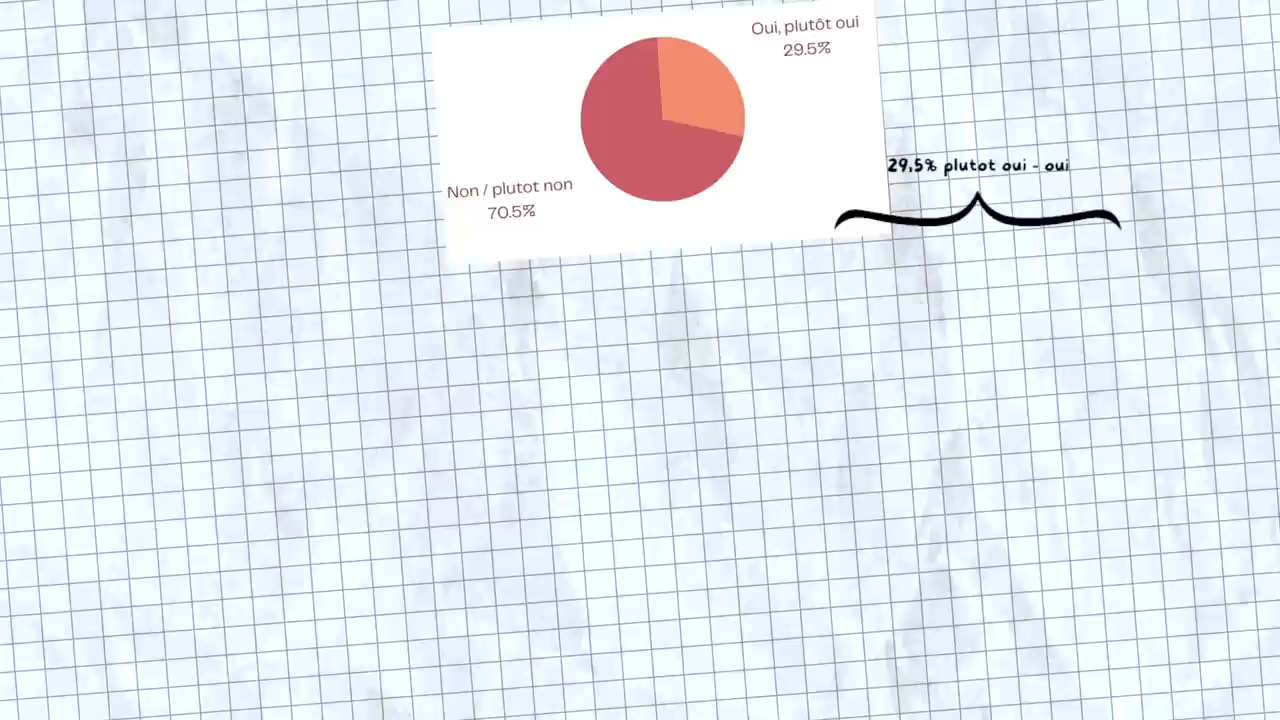 Oui, plutôt oui
29.5%
29,5% plutot oui - oui
Non / plutot non
70.5%